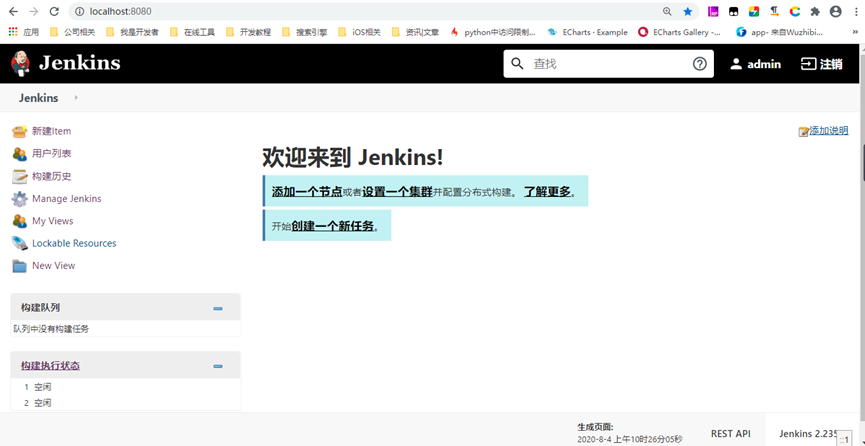 localhost:8080
应用 公司相关 我是开发者 在线工具 开发教程 搜索引擎 iOS相关 资讯/文章 python中访问限制... ECharts · Example ECharts Gallery -... app- 来自Wuzhibi... »
Jenkins 查找 admin 注销
Jenkins
新建Item
用户列表
构建历史
Manage Jenkins
My Views
Lockable Resources
New View
构建队列
队列中没有构建任务
构建执行状态
1 空闲
2 空闲
添加说明
欢迎来到 Jenkins!
添加一个节点或者设置一个集群并配置分布式构建。 了解更多。
开始创建一个新任务。
生成页面:
2020-8-4 上午10时26分05秒
REST API
Jenkins 2.235
::1